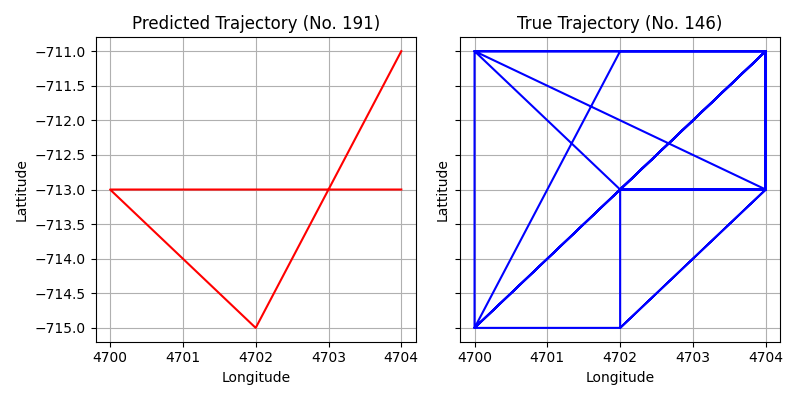 Predicted Trajectory (No. 191)
True Trajectory (No. 146)
−711.0
−711.5
−712.0
−712.5
−713.0
−713.5
−714.0
−714.5
−715.0
Lattitude
Lattitude
4700 4701 4702 4703 4704
4700 4701 4702 4703 4704
Longitude
Longitude